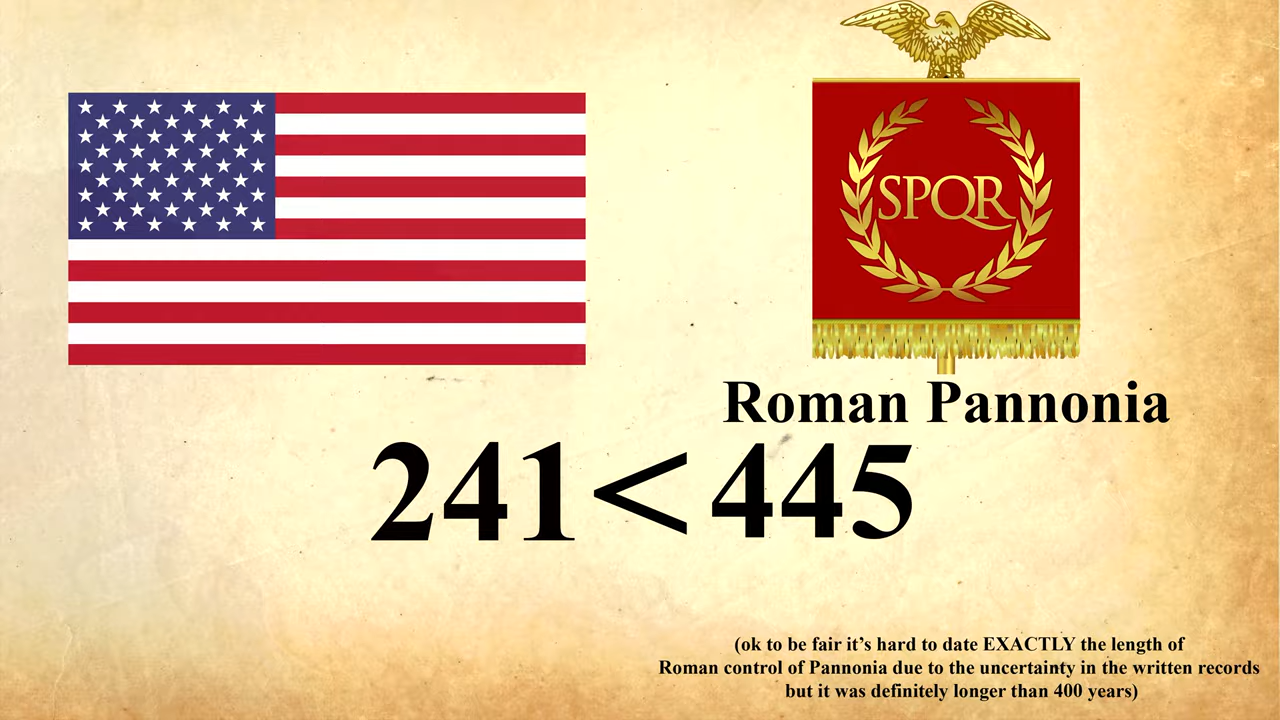 SPQR
Roman Pannonia
241 < 445
(ok to be fair it's hard to date EXACTLY the length of
Roman control of Pannonia due to the uncertainty in the written records
but it was definitely longer than 400 years)